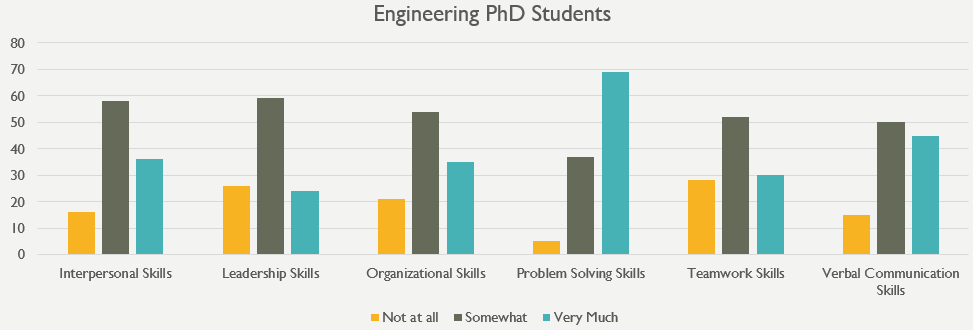 Engineering PhD Students
80
70
60
50
40
30
20
10
0
Interpersonal Skills
Leadership Skills
Organizational Skills
Problem Solving Skills
Teamwork Skills
Verbal Communication
Skills
Not at all
Somewhat
Very Much